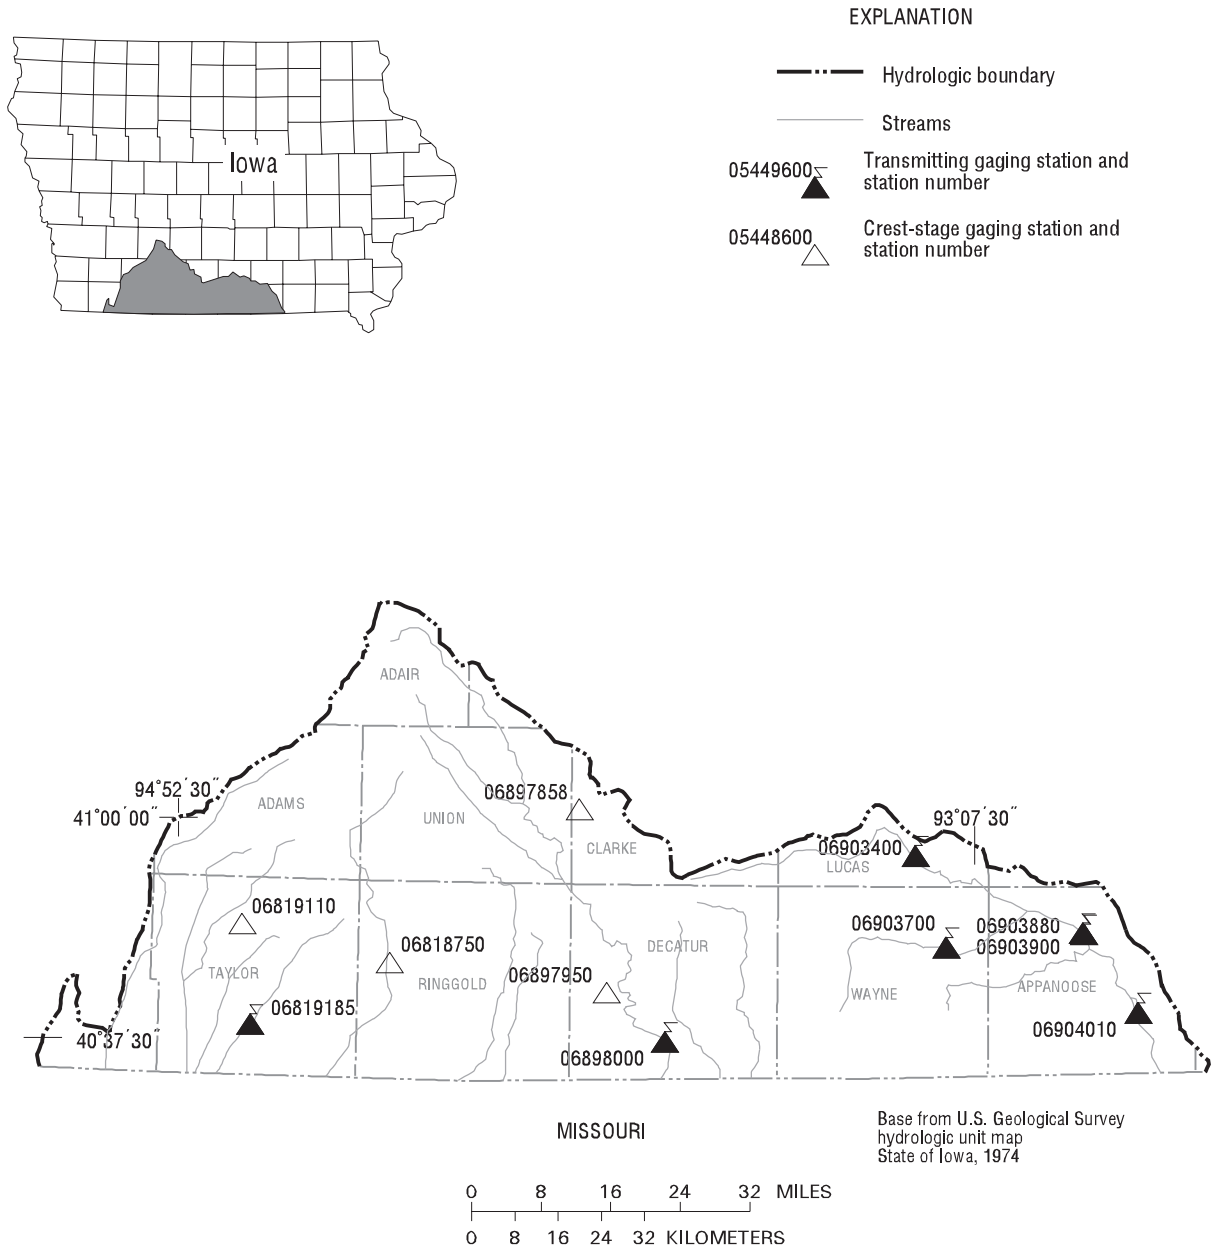 EXPLANATION
Hydrologic boundary
Streams
05449600
Transmitting gaging station and
station number
05448600
Crest-stage gaging station and
station number
Iowa
ADAIR
94°52′30″
41°00′00″
ADAMS
UNION
06897858
CLARKE
93°07′30″
06903400
LUCAS
06819110
06818750
TAYLOR
RINGGOLD
06897950
DECATUR
06903700
06903880
06903900
WAYNE
APPANOOSE
06819185
40°37′30″
06898000
06904010
MISSOURI
Base from U.S. Geological Survey
hydrologic unit map
State of Iowa, 1974
0 8 16 24 32 MILES
0 8 16 24 32 KILOMETERS